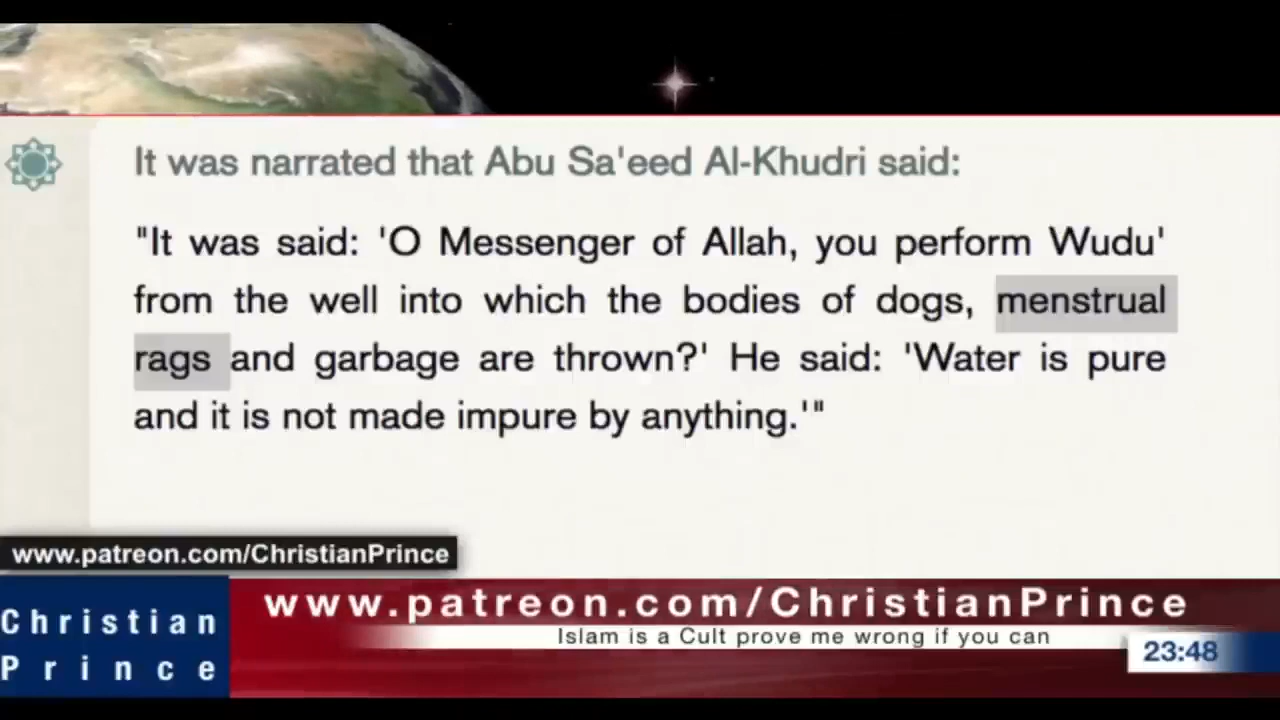 It was narrated that Abu Sa'eed Al-Khudri said:
"It was said: 'O Messenger of Allah, you perform Wudu'
from the well into which the bodies of dogs, menstrual
rags and garbage are thrown?' He said: 'Water is pure
and it is not made impure by anything.'"
www.patreon.com/ChristianPrince
www.patreon.com/ChristianPrince
Islam is a Cult prove me wrong if you can
Christian
Prince
23:48